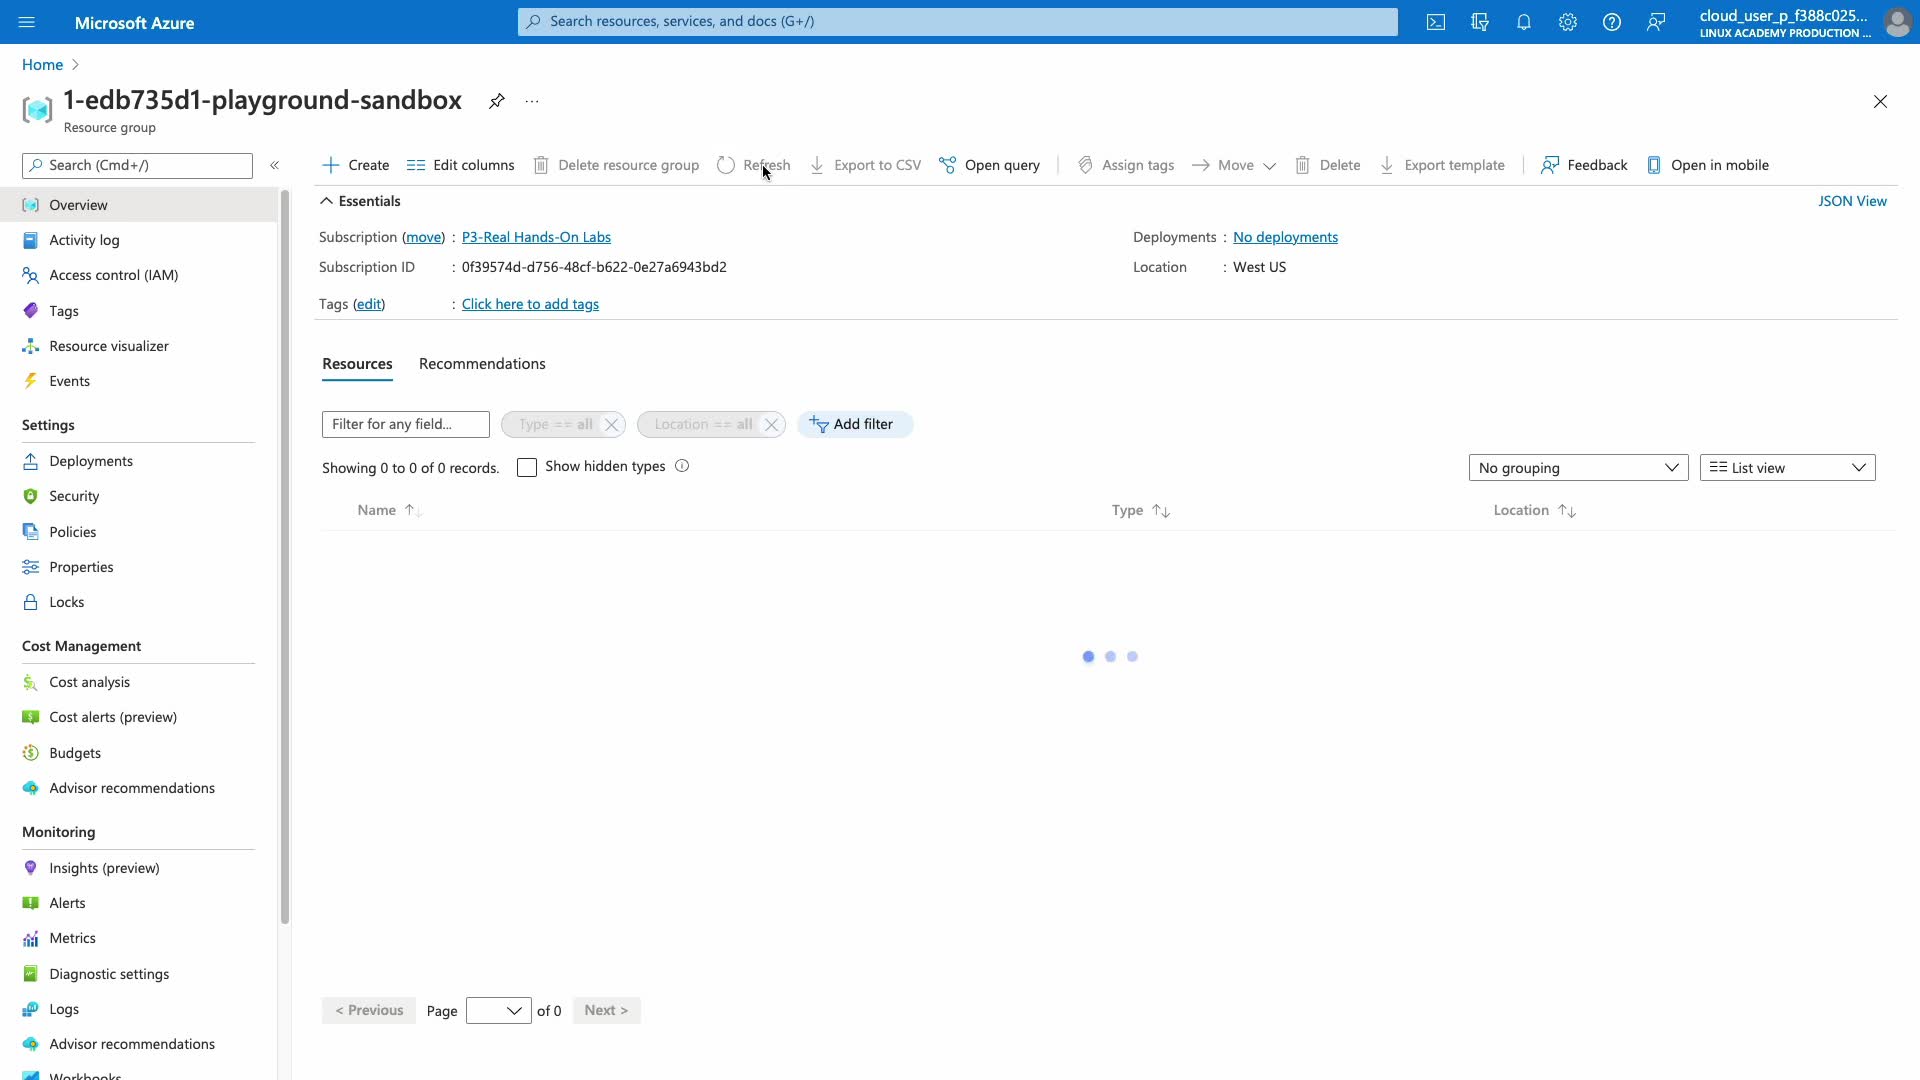 Microsoft Azure
Search resources, services, and docs (G+/)
cloud_user_p_f388c025...
LINUX ACADEMY PRODUCTION ...
Home
1-edb735d1-playground-sandbox
Resource group
Search (Cmd+/)
Create
Edit columns
Delete resource group
Refresh
Export to CSV
Open query
Assign tags
Move
Delete
Export template
Feedback
Open in mobile
Overview
Activity log
Access control (IAM)
Tags
Resource visualizer
Events
Settings
Deployments
Security
Policies
Properties
Locks
Cost Management
Cost analysis
Cost alerts (preview)
Budgets
Advisor recommendations
Monitoring
Insights (preview)
Alerts
Metrics
Diagnostic settings
Logs
Advisor recommendations
Workbooks
Essentials
JSON View
Subscription (move) : P3-Real Hands-On Labs
Deployments : No deployments
Subscription ID : 0f39574d-d756-48cf-b622-0e27a6943bd2
Location : West US
Tags (edit) : Click here to add tags
Resources
Recommendations
Filter for any field...
Type == all
Location == all
Add filter
Showing 0 to 0 of 0 records.
Show hidden types
No grouping
List view
Name
Type
Location
< Previous
Page
of 0
Next >